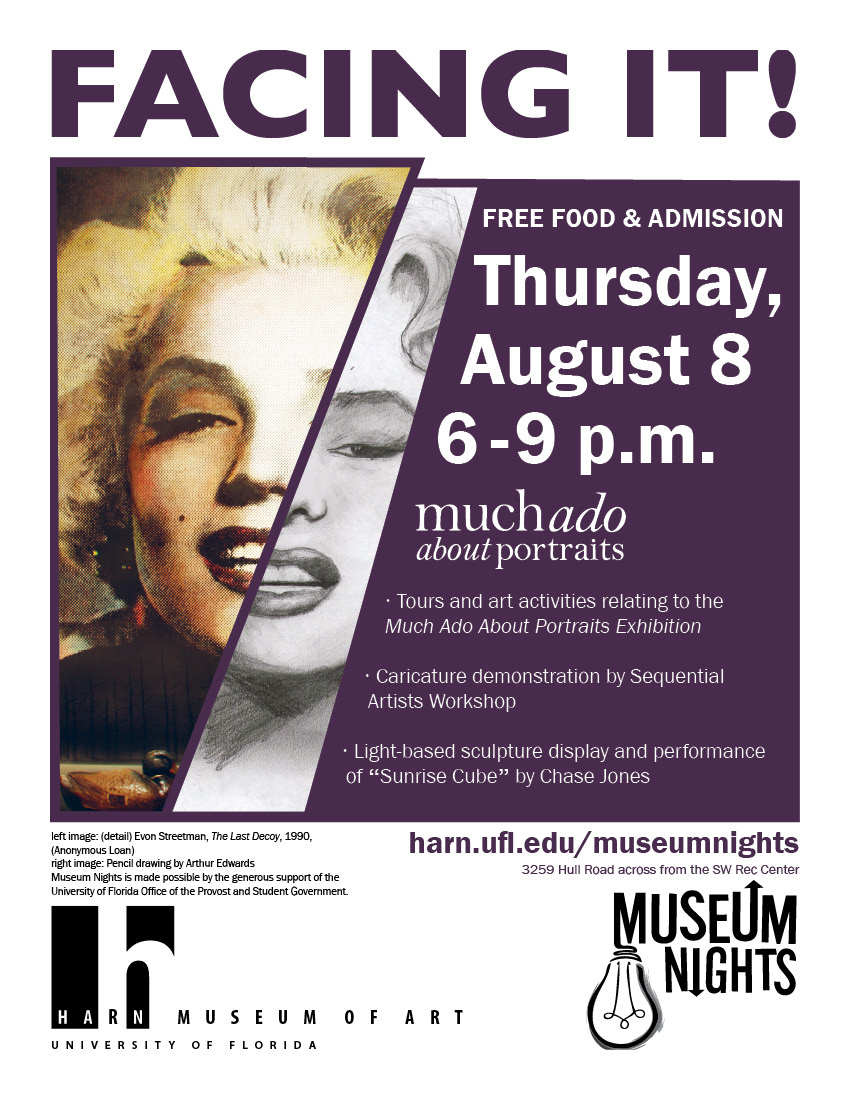 FACING IT!
FREE FOOD & ADMISSION
Thursday,
August 8
6-9 p.m.
much ado
about portraits
· Tours and art activities relating to the
Much Ado About Portraits Exhibition
· Caricature demonstration by Sequential
Artists Workshop
· Light-based sculpture display and performance
of “Sunrise Cube” by Chase Jones
left image: (detail) Evon Streetman, The Last Decoy, 1990,
(Anonymous Loan)
right image: Pencil drawing by Arthur Edwards
Museum Nights is made possible by the generous support of the
University of Florida Office of the Provost and Student Government.
harn.ufl.edu/museumnights
3259 Hull Road across from the SW Rec Center
h
HARN MUSEUM OF ART
UNIVERSITY OF FLORIDA
MUSEUM
NIGHTS